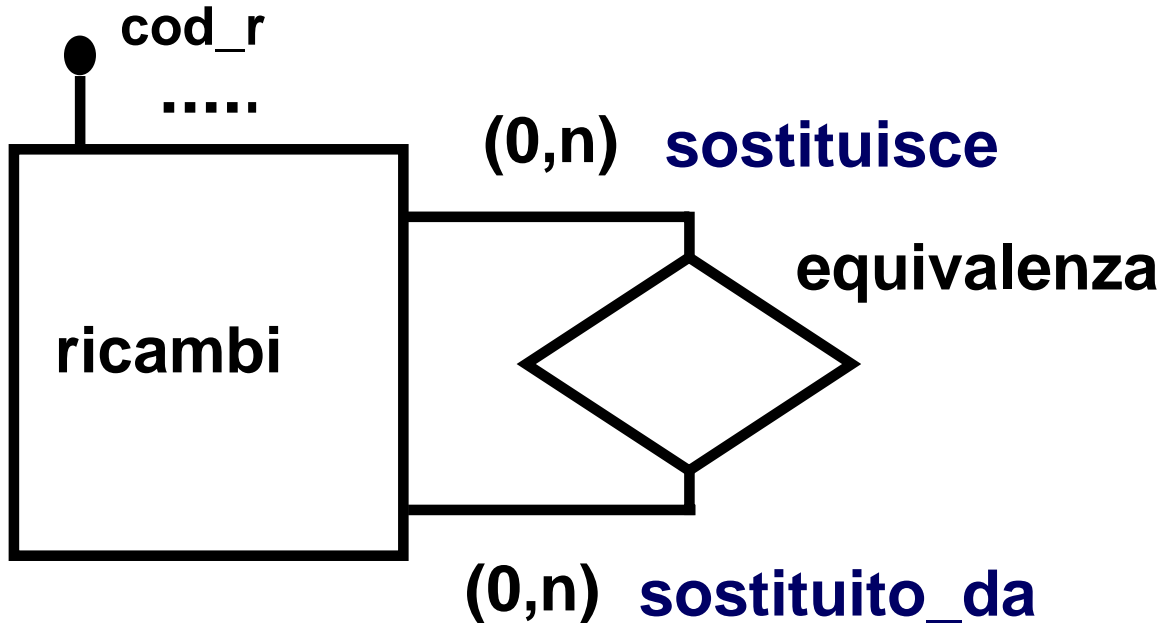 cod_r
.....
(0,n) sostituisce
equivalenza
ricambi
(0,n) sostituito_da